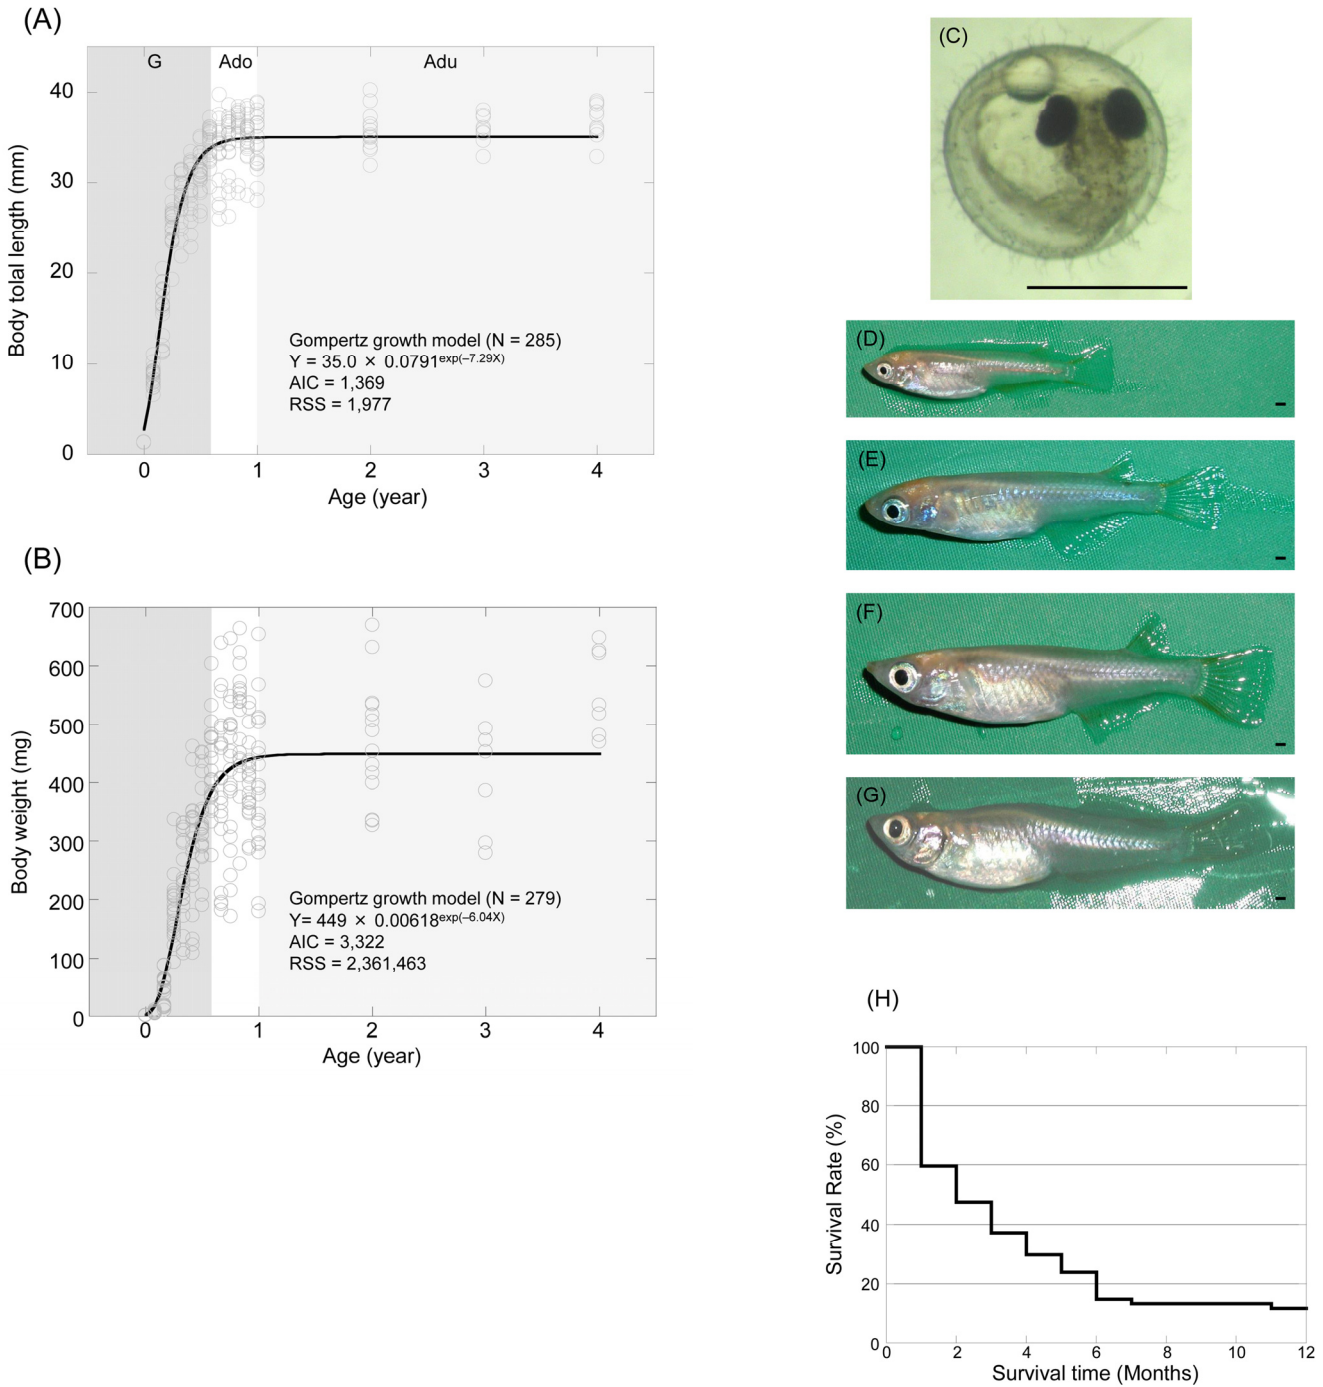 (A)
G Ado Adu
40
30
20
10
0
Body tolal length (mm)
Gompertz growth model (N = 285)
Y = 35.0 × 0.0791exp(–7.29X)
AIC = 1,369
RSS = 1,977
0 1 2 3 4
Age (year)
(B)
700
600
500
400
300
200
100
0
Body weight (mg)
Gompertz growth model (N = 279)
Y= 449 × 0.00618exp(–6.04X)
AIC = 3,322
RSS = 2,361,463
0 1 2 3 4
Age (year)
(C)
(D)
(E)
(F)
(G)
(H)
100
80
60
40
20
0
Survival Rate (%)
0 2 4 6 8 10 12
Survival time (Months)